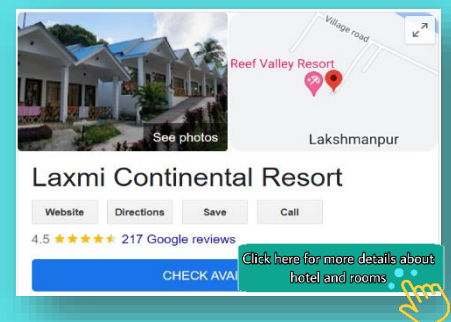 Village road
Reef Valley Resort
See photos
Lakshmanpur
Laxmi Continental Resort
Website Directions Save Call
4.5 217 Google reviews
CHECK AVAI
Click here for more details about
hotel and rooms